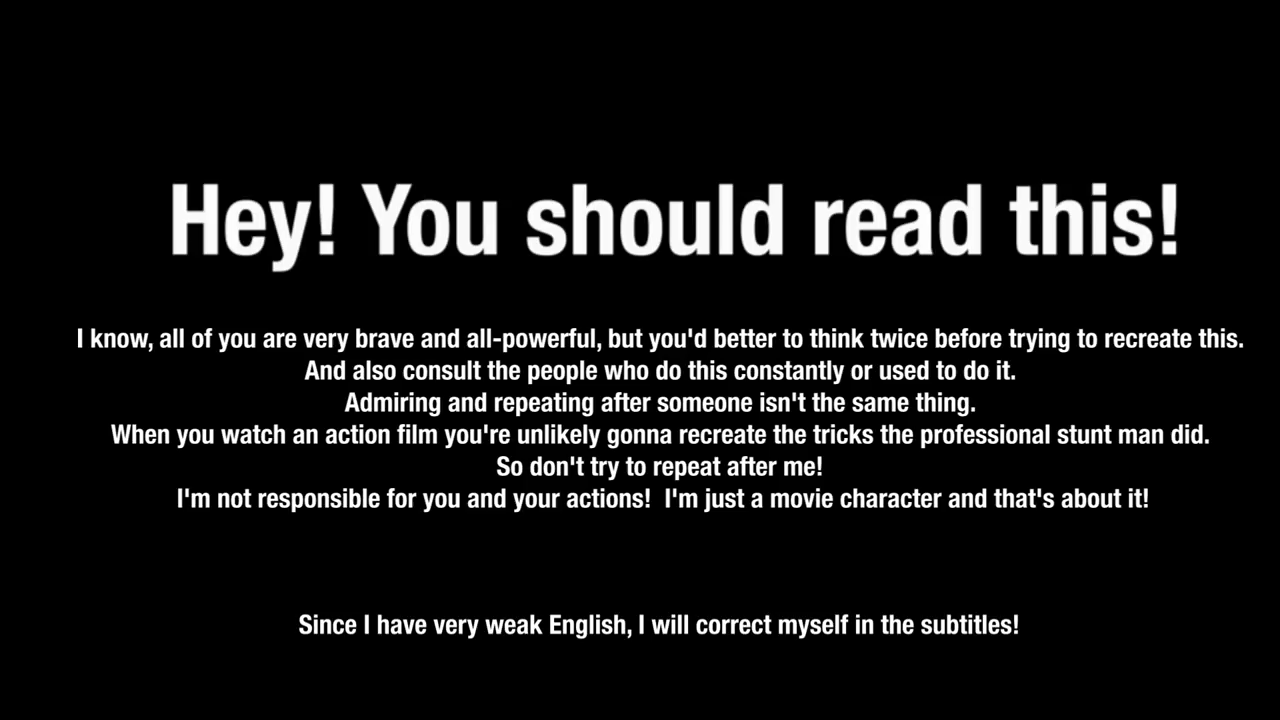 Hey! You should read this!
I know, all of you are very brave and all-powerful, but you'd better to think twice before trying to recreate this.
And also consult the people who do this constantly or used to do it.
Admiring and repeating after someone isn't the same thing.
When you watch an action film you're unlikely gonna recreate the tricks the professional stunt man did.
So don't try to repeat after me!
I'm not responsible for you and your actions!  I'm just a movie character and that's about it!
Since I have very weak English, I will correct myself in the subtitles!